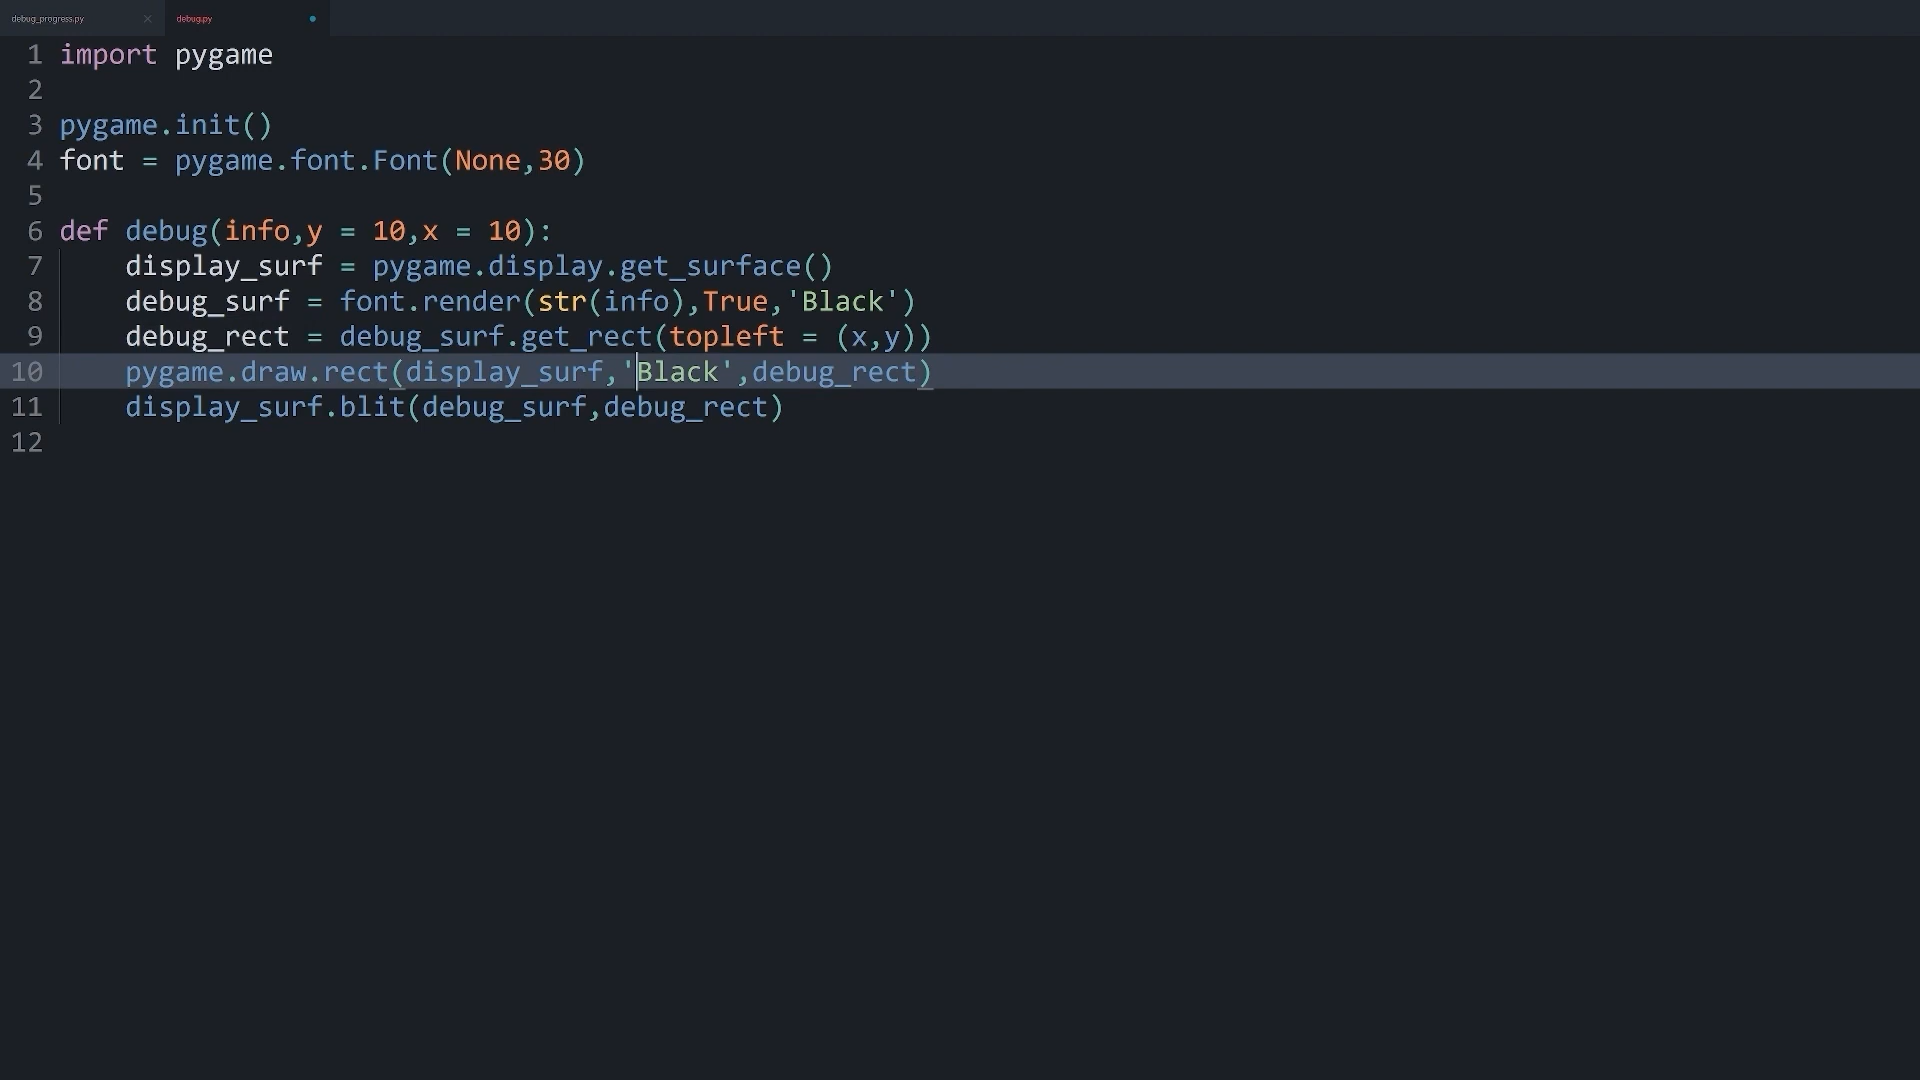 debug_progress.py × debug.py
1 import pygame
2
3 pygame.init()
4 font = pygame.font.Font(None,30)
5
6 def debug(info,y = 10,x = 10):
7     display_surf = pygame.display.get_surface()
8     debug_surf = font.render(str(info),True,'Black')
9     debug_rect = debug_surf.get_rect(topleft = (x,y))
10     pygame.draw.rect(display_surf,'Black',debug_rect)
11     display_surf.blit(debug_surf,debug_rect)
12